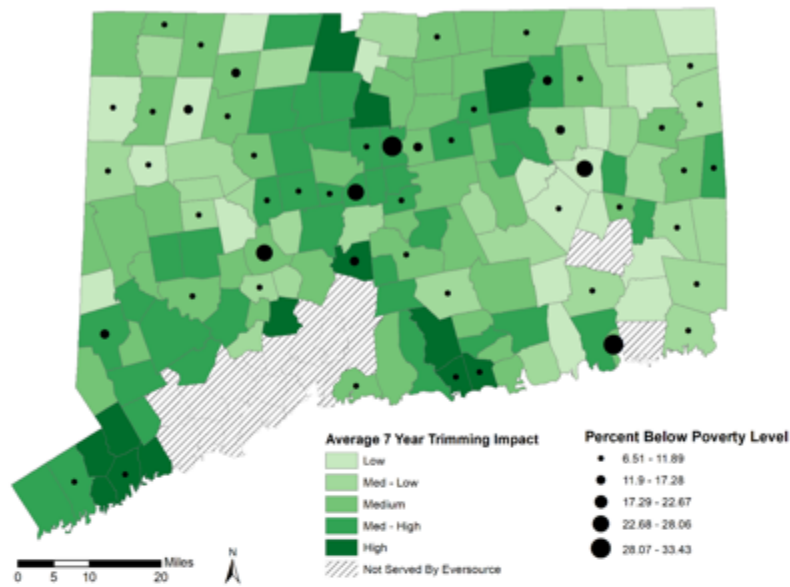 Average 7 Year Trimming Impact
Low
Med - Low
Medium
Med - High
High
Not Served By Eversource
Percent Below Poverty Level
6.51 - 11.89
11.9 - 17.28
17.29 - 22.67
22.68 - 28.06
28.07 - 33.43
Miles
0 5 10 20
N